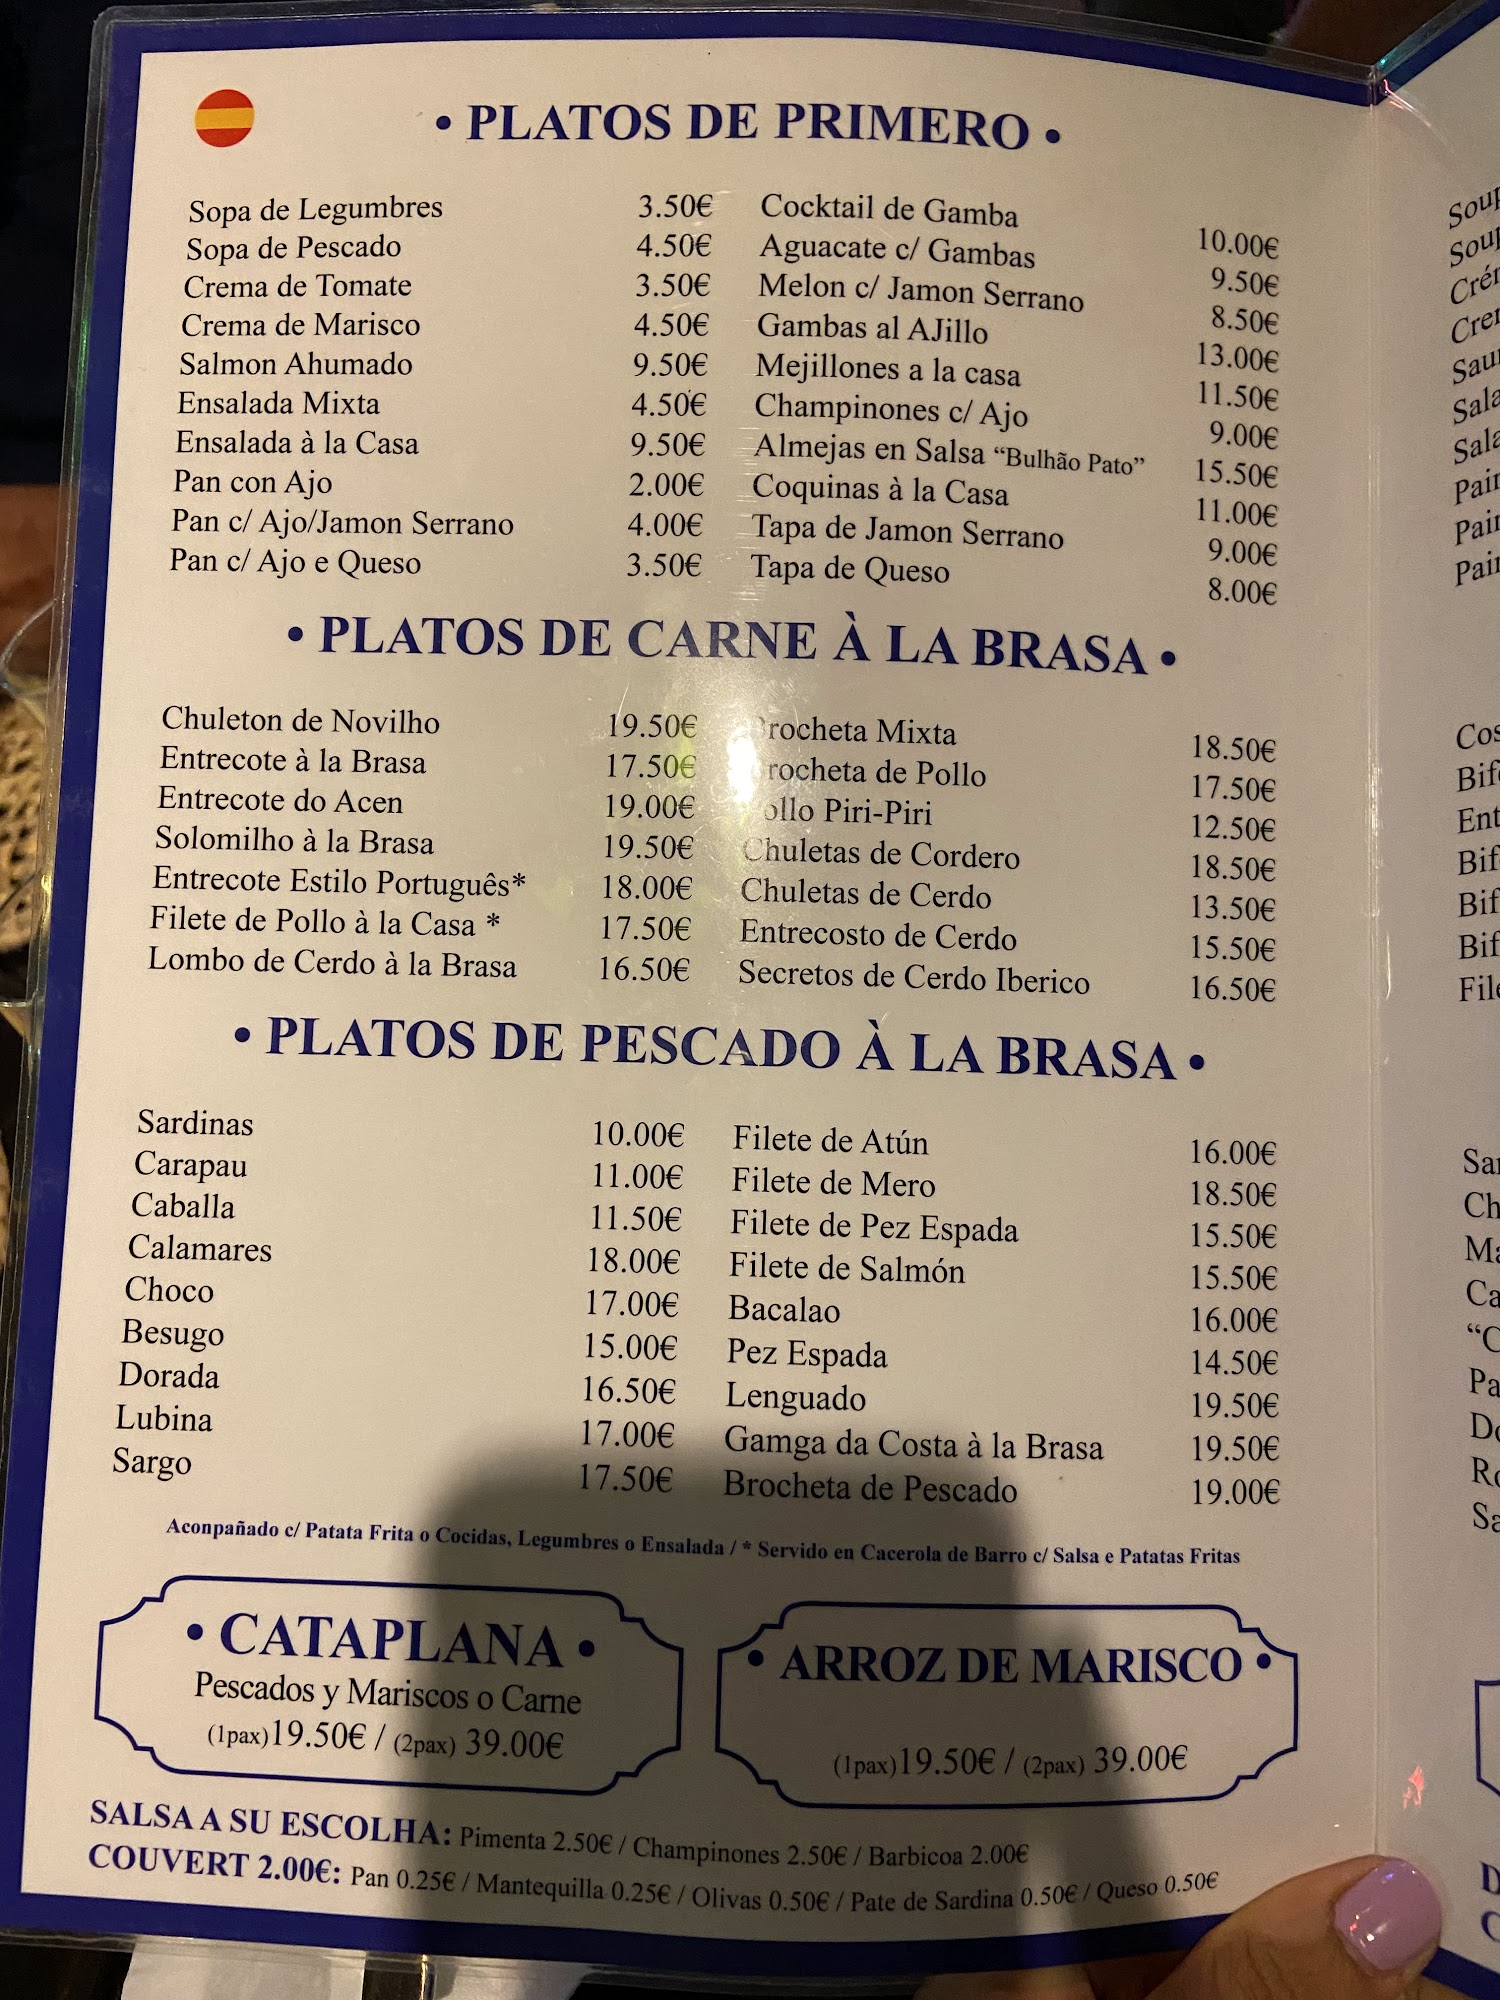 • PLATOS DE PRIMERO •
Sopa de Legumbres 3.50€
Sopa de Pescado 4.50€
Crema de Tomate 3.50€
Crema de Marisco 4.50€
Salmon Ahumado 9.50€
Ensalada Mixta 4.50€
Ensalada à la Casa 9.50€
Pan con Ajo 2.00€
Pan c/ Ajo/Jamon Serrano 4.00€
Pan c/ Ajo e Queso 3.50€
Cocktail de Gamba 10.00€
Aguacate c/ Gambas 9.50€
Melon c/ Jamon Serrano 8.50€
Gambas al AJillo 13.00€
Mejillones a la casa 11.50€
Champinones c/ Ajo 9.00€
Almejas en Salsa “Bulhão Pato” 15.50€
Coquinas à la Casa 11.00€
Tapa de Jamon Serrano 9.00€
Tapa de Queso 8.00€
• PLATOS DE CARNE À LA BRASA •
Chuleton de Novilho 19.50€
Entrecote à la Brasa 17.50€
Entrecote do Acen 19.00€
Solomilho à la Brasa 19.50€
Entrecote Estilo Português* 18.00€
Filete de Pollo à la Casa * 17.50€
Lombo de Cerdo à la Brasa 16.50€
Brocheta Mixta 18.50€
Brocheta de Pollo 17.50€
Pollo Piri-Piri 12.50€
Chuletas de Cordero 18.50€
Chuletas de Cerdo 13.50€
Entrecosto de Cerdo 15.50€
Secretos de Cerdo Iberico 16.50€
• PLATOS DE PESCADO À LA BRASA •
Sardinas 10.00€
Carapau 11.00€
Caballa 11.50€
Calamares 18.00€
Choco 17.00€
Besugo 15.00€
Dorada 16.50€
Lubina 17.00€
Sargo 17.50€
Filete de Atún 16.00€
Filete de Mero 18.50€
Filete de Pez Espada 15.50€
Filete de Salmón 15.50€
Bacalao 16.00€
Pez Espada 14.50€
Lenguado 19.50€
Gamga da Costa à la Brasa 19.50€
Brocheta de Pescado 19.00€
Aconpañado c/ Patata Frita o Cocidas, Legumbres o Ensalada / * Servido en Cacerola de Barro c/ Salsa e Patatas Fritas
• CATAPLANA •
Pescados y Mariscos o Carne
(1pax)19.50€ / (2pax) 39.00€
• ARROZ DE MARISCO •
(1pax)19.50€ / (2pax) 39.00€
SALSA A SU ESCOLHA: Pimenta 2.50€ / Champinones 2.50€ / Barbicoa 2.00€
COUVERT 2.00€: Pan 0.25€ / Mantequilla 0.25€ / Olivas 0.50€ / Pate de Sardina 0.50€ / Queso 0.50€